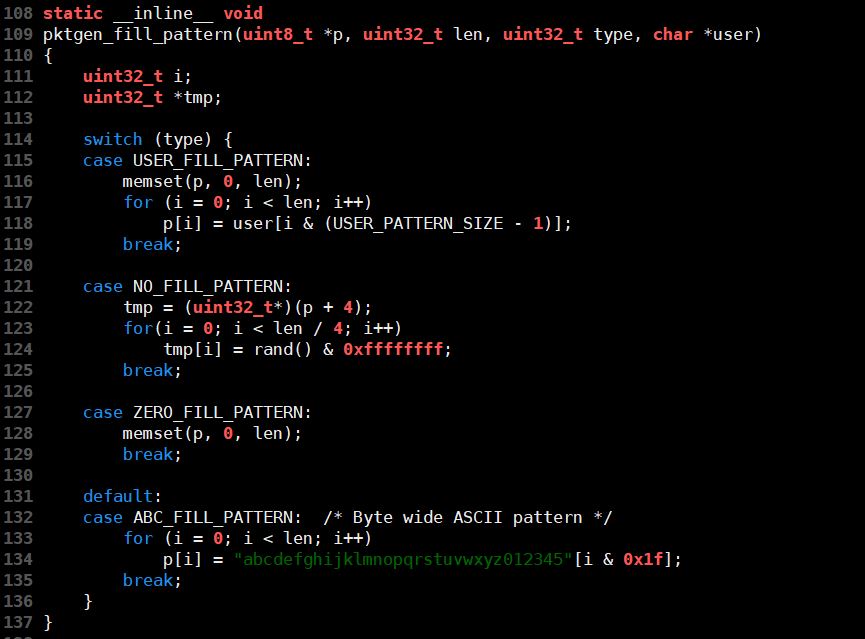 108 static __inline__ void
109 pktgen_fill_pattern(uint8_t *p, uint32_t len, uint32_t type, char *user)
110 {
111     uint32_t i;
112     uint32_t *tmp;
113
114     switch (type) {
115     case USER_FILL_PATTERN:
116         memset(p, 0, len);
117         for (i = 0; i < len; i++)
118             p[i] = user[i & (USER_PATTERN_SIZE - 1)];
119         break;
120
121     case NO_FILL_PATTERN:
122         tmp = (uint32_t*)(p + 4);
123         for(i = 0; i < len / 4; i++)
124             tmp[i] = rand() & 0xffffffff;
125         break;
126
127     case ZERO_FILL_PATTERN:
128         memset(p, 0, len);
129         break;
130
131     default:
132     case ABC_FILL_PATTERN:  /* Byte wide ASCII pattern */
133         for (i = 0; i < len; i++)
134             p[i] = "abcdefghijklmnopqrstuvwxyz012345"[i & 0x1f];
135         break;
136     }
137 }